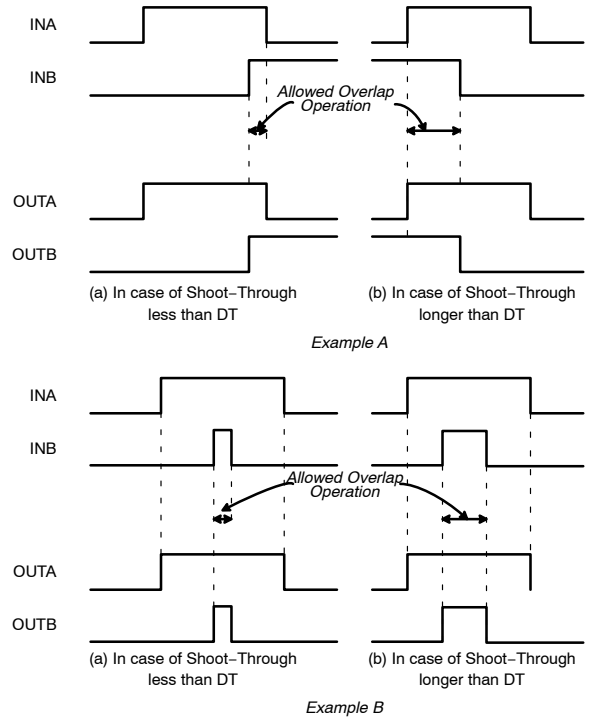 INA
INB
Allowed Overlap
Operation
OUTA
OUTB
(a) In case of Shoot−Through
less than DT
(b) In case of Shoot−Through
longer than DT
Example A
INA
INB
Allowed Overlap
Operation
OUTA
OUTB
(a) In case of Shoot−Through
less than DT
(b) In case of Shoot−Through
longer than DT
Example B